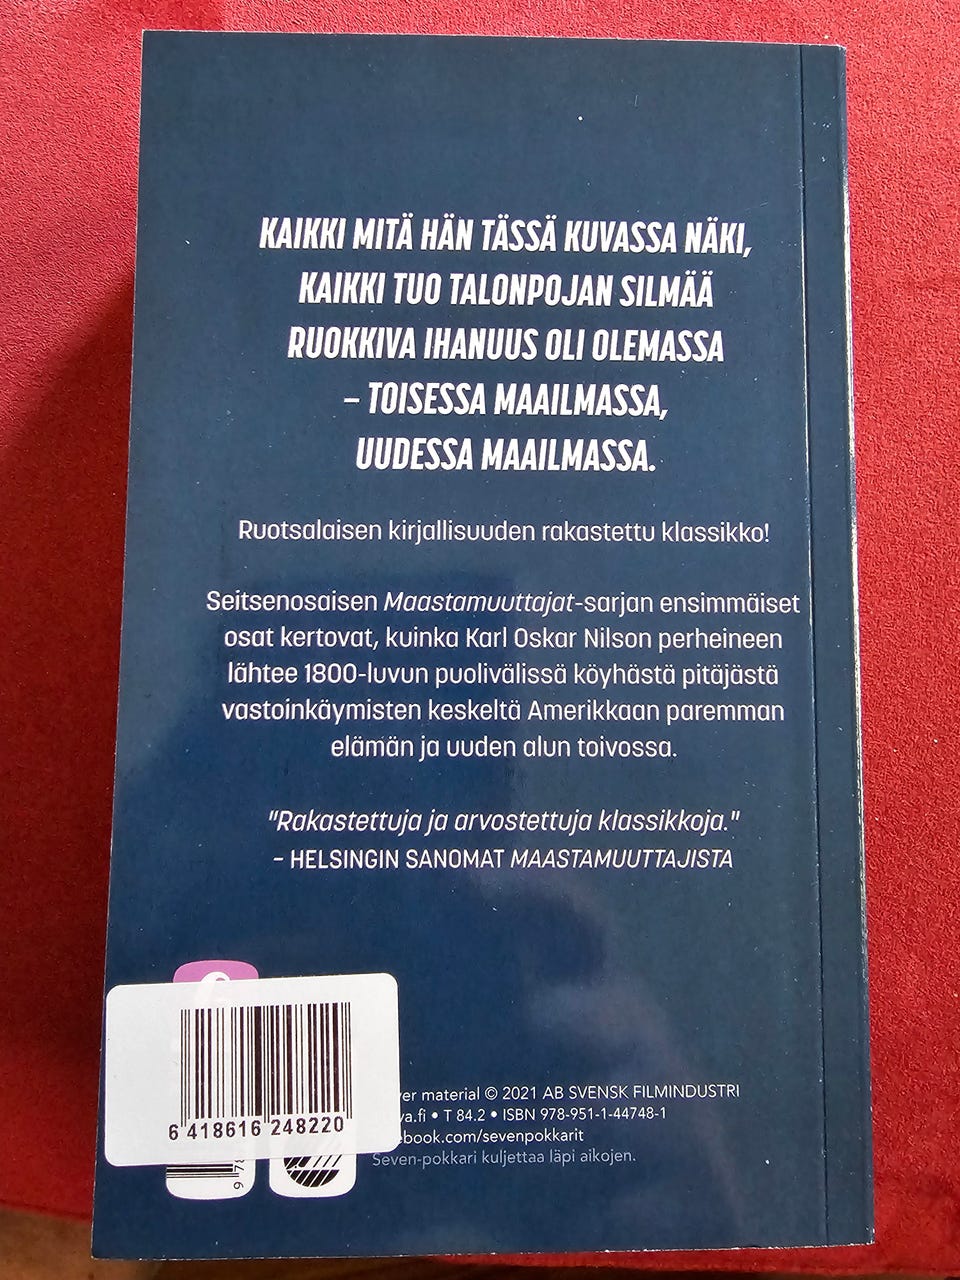 KAIKKI MITÄ HÄN TÄSSÄ KUVASSA NÄKI,
KAIKKI TUO TALONPOJAN SILMÄÄ
RUOKKIVA IHANUUS OLI OLEMASSA
– TOISESSA MAAILMASSA,
UUDESSA MAAILMASSA.
Ruotsalaisen kirjallisuuden rakastettu klassikko!
Seitsenosaisen Maastamuuttajat-sarjan ensimmäiset
osat kertovat, kuinka Karl Oskar Nilson perheineen
lähtee 1800-luvun puolivälissä köyhästä pitäjästä
vastoinkäymisten keskeltä Amerikkaan paremman
elämän ja uuden alun toivossa.
"Rakastettuja ja arvostettuja klassikkoja."
– HELSINGIN SANOMAT MAASTAMUUTTAJISTA
material © 2021 AB SVENSK FILMINDUSTRI
va.fi • T 84.2 • ISBN 978-951-1-44748-1
ebook.com/sevenpokkarit
Seven-pokkari kuljettaa läpi aikojen.
6 418616 248220